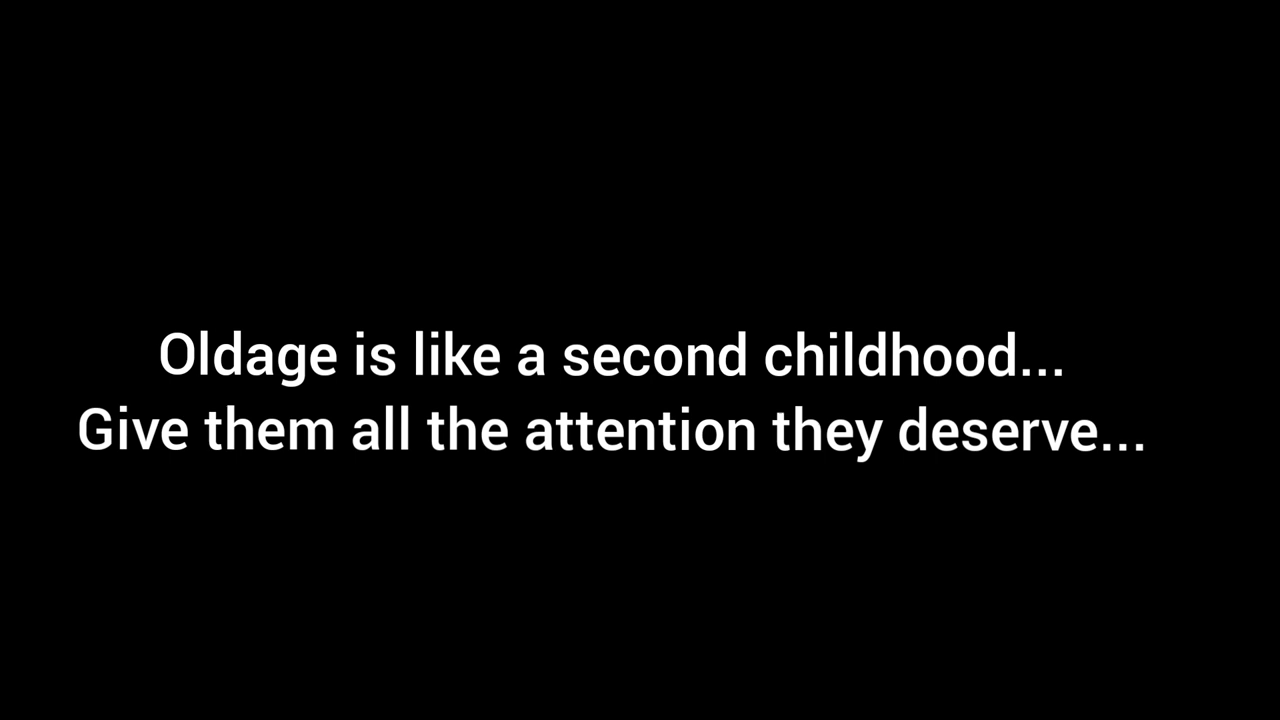 Oldage is like a second childhood...
Give them all the attention they deserve...